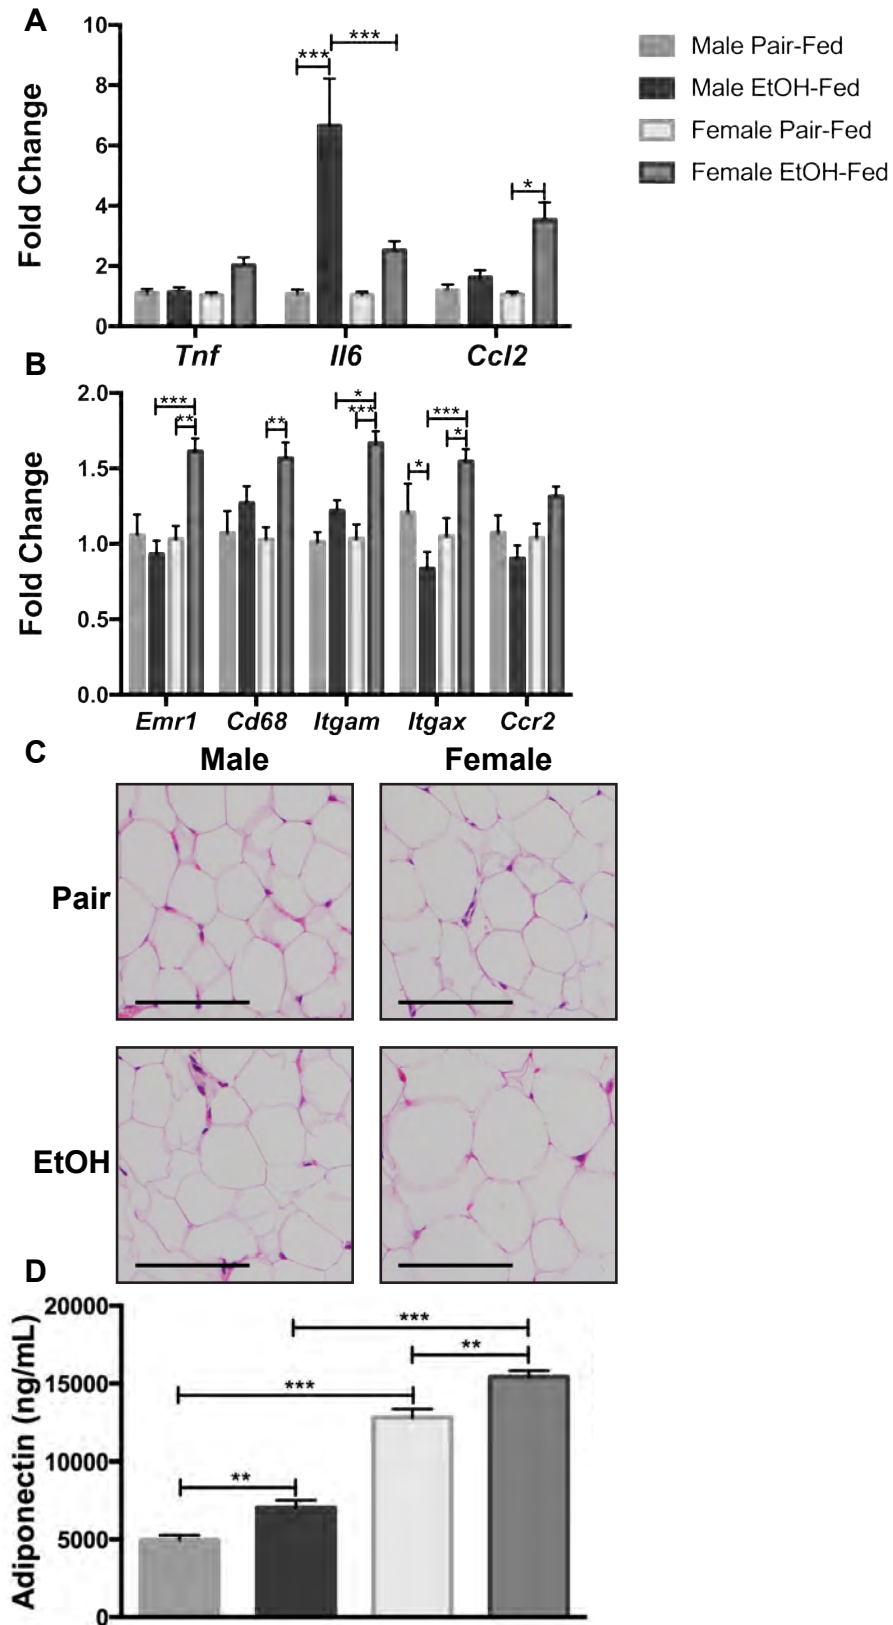 A
10
8
6
4
2
0
Fold Change
***
***
*
Tnf Il6 Ccl2
Male Pair-Fed
Male EtOH-Fed
Female Pair-Fed
Female EtOH-Fed
B
2.0
1.5
1.0
0.5
0.0
Fold Change
***
**
**
*
***
*
***
*
Emr1 Cd68 Itgam Itgax Ccr2
C
Male Female
Pair
EtOH
D
20000
15000
10000
5000
0
Adiponectin (ng/mL)
***
**
***
**